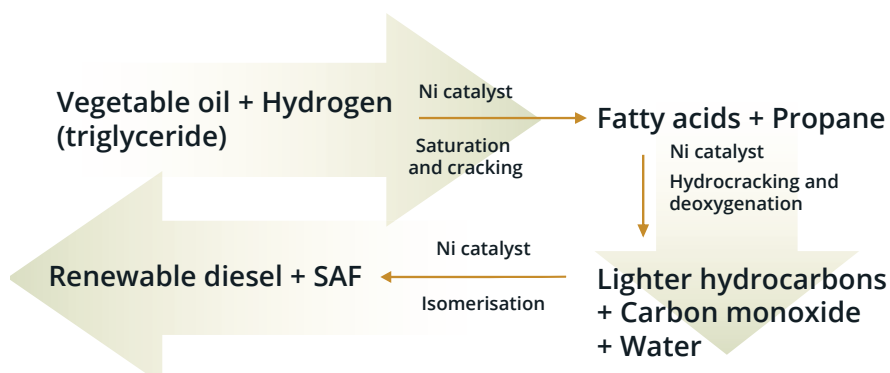 Vegetable oil + Hydrogen
(triglyceride)
Ni catalyst
Saturation
and cracking
Fatty acids + Propane
Ni catalyst
Hydrocracking and
deoxygenation
Lighter hydrocarbons
+ Carbon monoxide
+ Water
Ni catalyst
Isomerisation
Renewable diesel + SAF